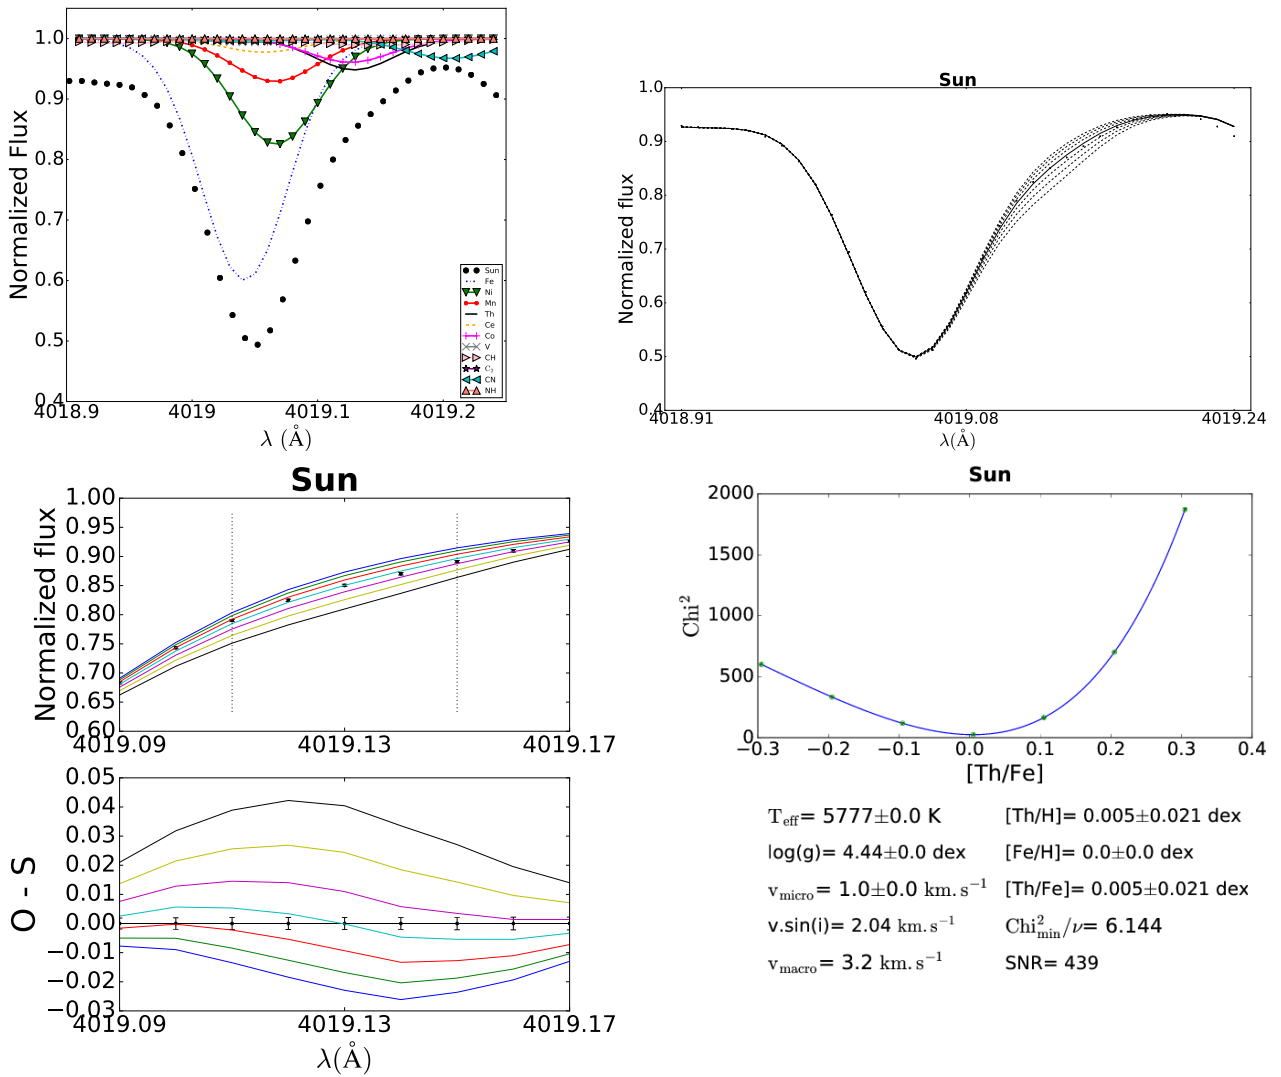 1.0
0.9
0.8
0.7
0.6
0.5
0.4
Normalized Flux
4018.9
4019
4019.1
4019.2
λ (Å)
Sun
Fe
Ni
Mn
Th
Ce
Co
V
CH
C₂
CN
NH
Sun
1.0
0.9
0.8
0.7
0.6
0.5
0.4
Normalized flux
4018.91
4019.08
4019.24
λ(Å)
Sun
1.00
0.95
0.90
0.85
0.80
0.75
0.70
0.65
0.60
Normalized flux
4019.09
4019.13
4019.17
0.05
0.04
0.03
0.02
0.01
0.00
−0.01
−0.02
−0.03
O - S
4019.09
4019.13
4019.17
λ(Å)
Sun
2000
1500
1000
500
0
Chi²
−0.3
−0.2
−0.1
0.0
0.1
0.2
0.3
0.4
[Th/Fe]
T_eff= 5777±0.0 K
log(g)= 4.44±0.0 dex
v_micro= 1.0±0.0 km.s⁻¹
v.sin(i)= 2.04 km.s⁻¹
v_macro= 3.2 km.s⁻¹
[Th/H]= 0.005±0.021 dex
[Fe/H]= 0.0±0.0 dex
[Th/Fe]= 0.005±0.021 dex
Chi²_min/ν= 6.144
SNR= 439